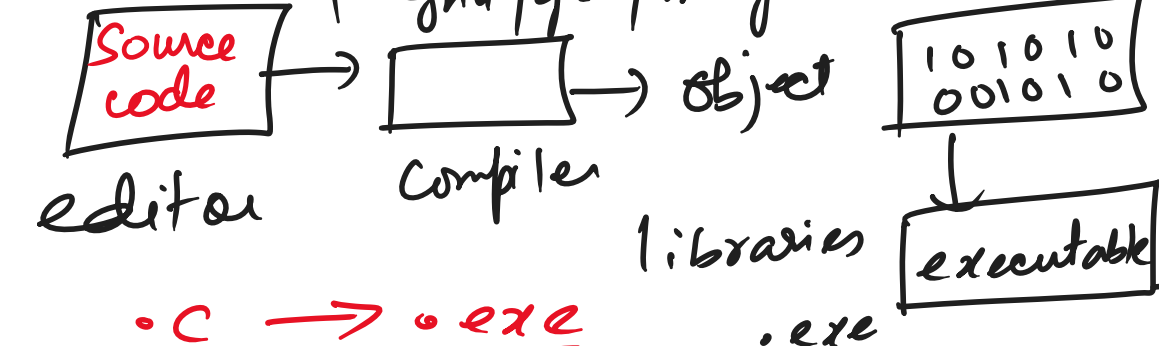 Source
code
editor
compiler
object
101010
001010
libraries
executable
.c → .exe
.exe